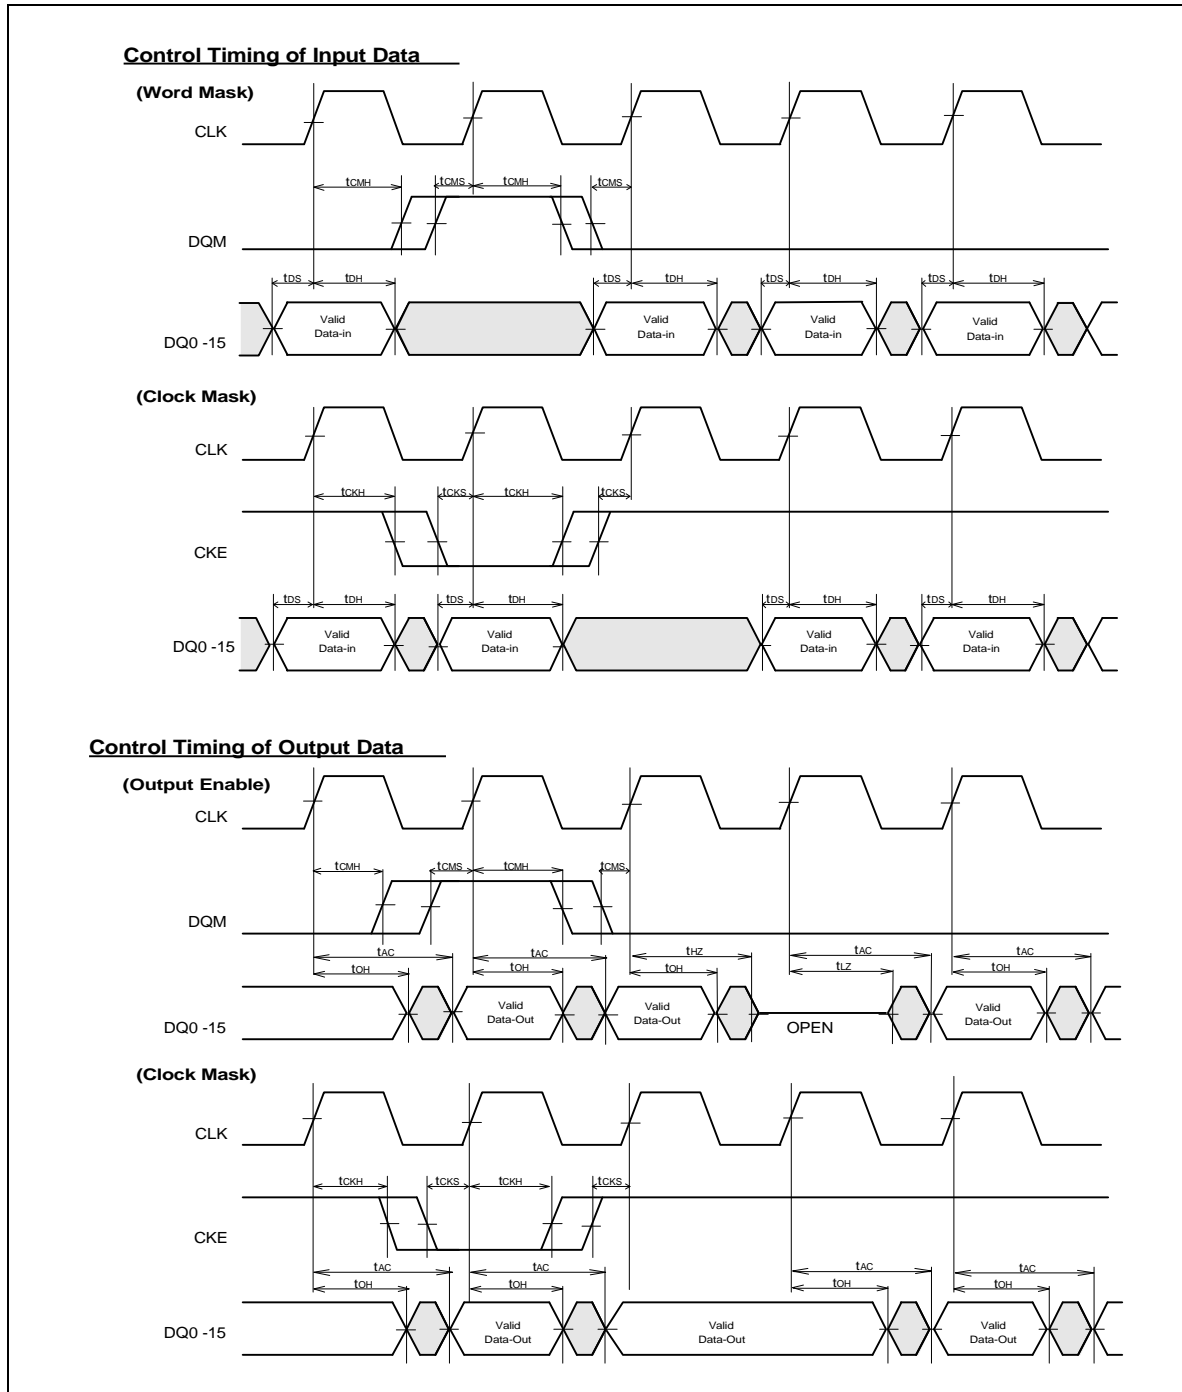 Control Timing of Input Data
(Word Mask)
CLK
tCMH tCMS tCMH tCMS
DQM
tDS tDH tDS tDH tDS tDH tDS tDH
Valid Data-in Valid Data-in Valid Data-in Valid Data-in
DQ0 -15
(Clock Mask)
CLK
tCKH tCKS tCKH tCKS
CKE
tDS tDH tDS tDH tDS tDH tDS tDH
Valid Data-in Valid Data-in Valid Data-in Valid Data-in
DQ0 -15
Control Timing of Output Data
(Output Enable)
CLK
tCMH tCMS tCMH tCMS
DQM
tAC tAC tHZ tAC tAC
tOH tOH tOH tLZ tOH
Valid Data-Out Valid Data-Out Valid Data-Out
DQ0 -15 OPEN
(Clock Mask)
CLK
tCKH tCKS tCKH tCKS
CKE
tAC tAC tAC tAC
tOH tOH tOH tOH
Valid Data-Out Valid Data-Out Valid Data-Out
DQ0 -15